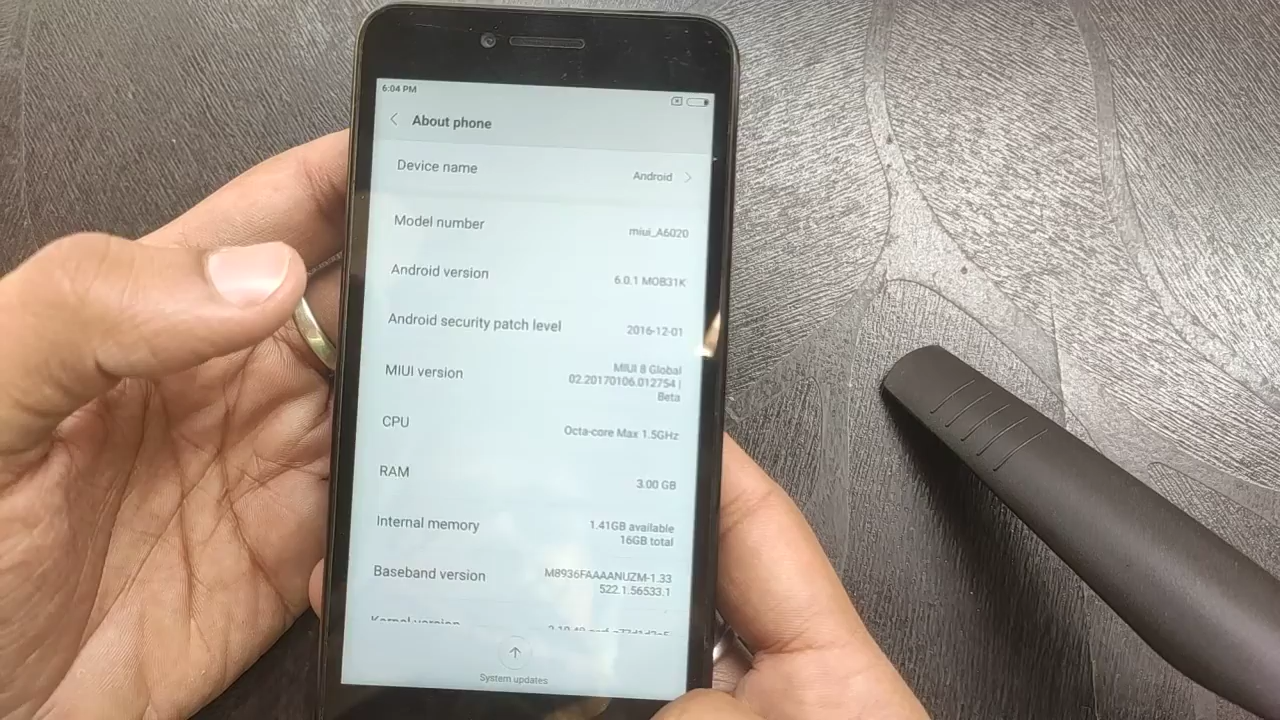 6:04 PM
About phone
Device name
Android
Model number
miui_A6020
Android version
6.0.1 MOB31K
Android security patch level
2016-12-01
MIUI version
MIUI 8 Global
02.20170106.012754 |
Beta
CPU
Octa-core Max 1.5GHz
RAM
3.00 GB
Internal memory
1.41GB available
16GB total
Baseband version
M8936FAAAANUZM-1.33
522.1.56533.1
Kernel version
System updates